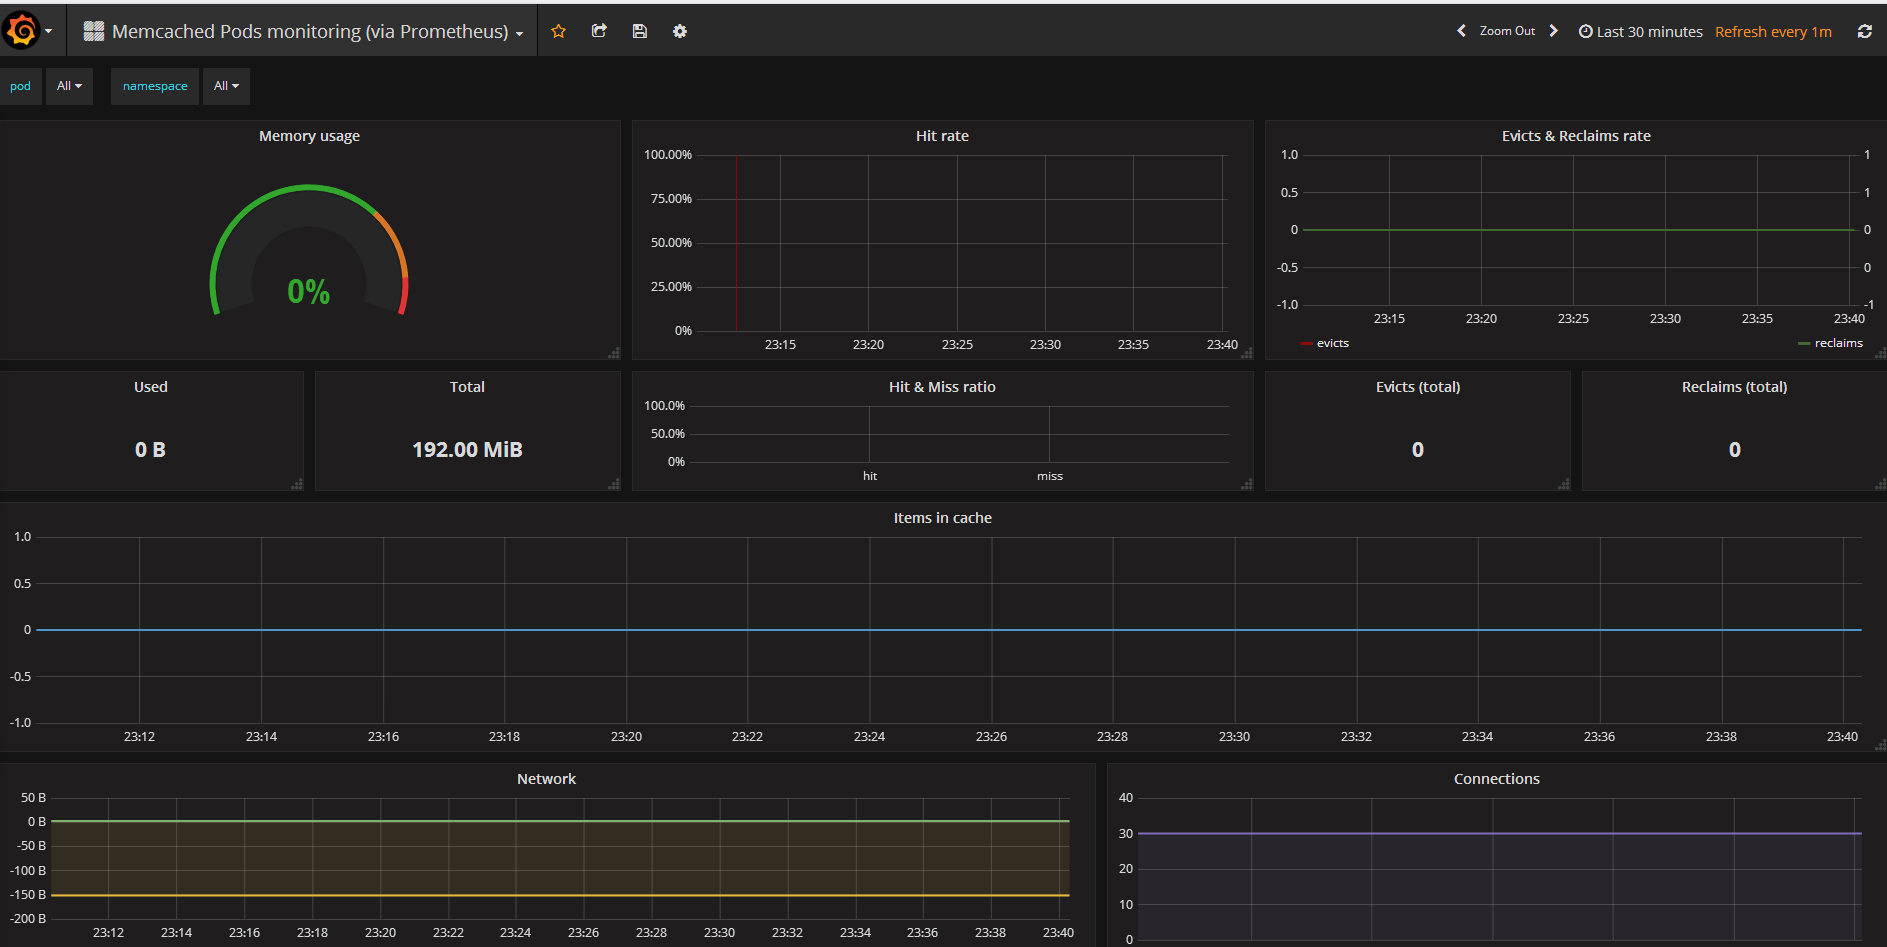 Memcached Pods monitoring (via Prometheus)
Zoom Out
Last 30 minutes
Refresh every 1m
pod
All
namespace
All
Memory usage
0%
Hit rate
100.00%
75.00%
50.00%
25.00%
0%
23:15 23:20 23:25 23:30 23:35 23:40
Evicts & Reclaims rate
1.0 1
0.5 1
0 0
-0.5 0
-1.0 -1
23:15 23:20 23:25 23:30 23:35 23:40
evicts reclaims
Used
0 B
Total
192.00 MiB
Hit & Miss ratio
100.0%
50.0%
0%
hit miss
Evicts (total)
0
Reclaims (total)
0
Items in cache
1.0
0.5
0
-0.5
-1.0
23:12 23:14 23:16 23:18 23:20 23:22 23:24 23:26 23:28 23:30 23:32 23:34 23:36 23:38 23:40
Network
50 B
0 B
-50 B
-100 B
-150 B
-200 B
23:12 23:14 23:16 23:18 23:20 23:22 23:24 23:26 23:28 23:30 23:32 23:34 23:36 23:38 23:40
Connections
40
30
20
10
0